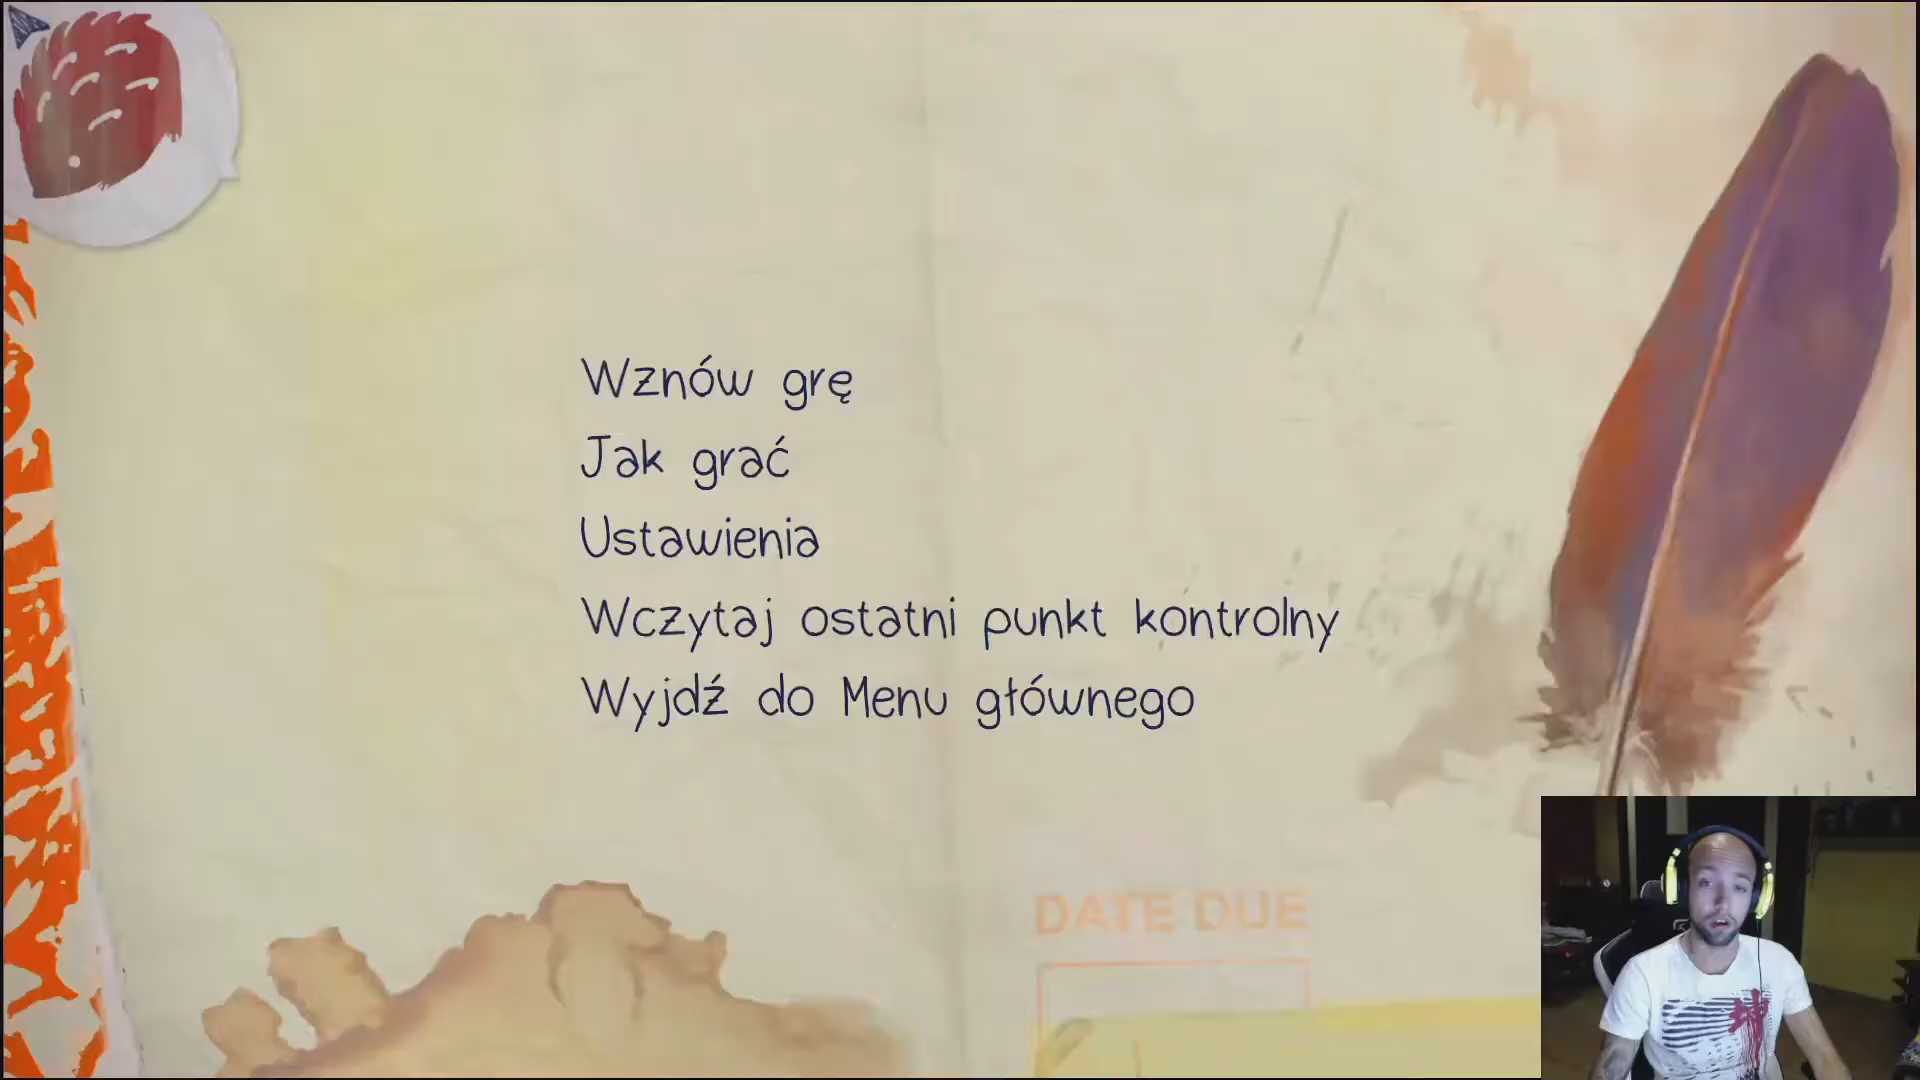 Wznów grę
Jak grać
Ustawienia
Wczytaj ostatni punkt kontrolny
Wyjdź do Menu głównego
DATE DUE